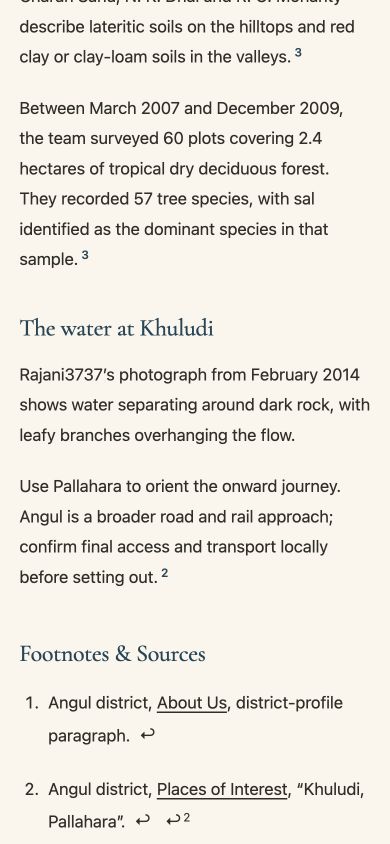 describe lateritic soils on the hilltops and red
clay or clay-loam soils in the valleys. 3
Between March 2007 and December 2009,
the team surveyed 60 plots covering 2.4
hectares of tropical dry deciduous forest.
They recorded 57 tree species, with sal
identified as the dominant species in that
sample. 3
The water at Khuludi
Rajani3737’s photograph from February 2014
shows water separating around dark rock, with
leafy branches overhanging the flow.
Use Pallahara to orient the onward journey.
Angul is a broader road and rail approach;
confirm final access and transport locally
before setting out. 2
Footnotes & Sources
1. Angul district, About Us, district-profile
paragraph. ↩
2. Angul district, Places of Interest, “Khuludi,
Pallahara”. ↩ ↩2